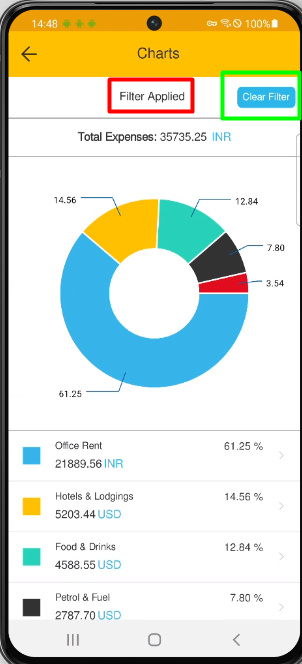 14:48 100%
Charts
Filter Applied Clear Filter
Total Expenses: 35735.25 INR
14.56 12.84
7.80
3.54
61.25
Office Rent 61.25 %
21889.56 INR
Hotels & Lodgings 14.56 %
5203.44 USD
Food & Drinks 12.84 %
4588.55 USD
Petrol & Fuel 7.80 %
2787.70 USD